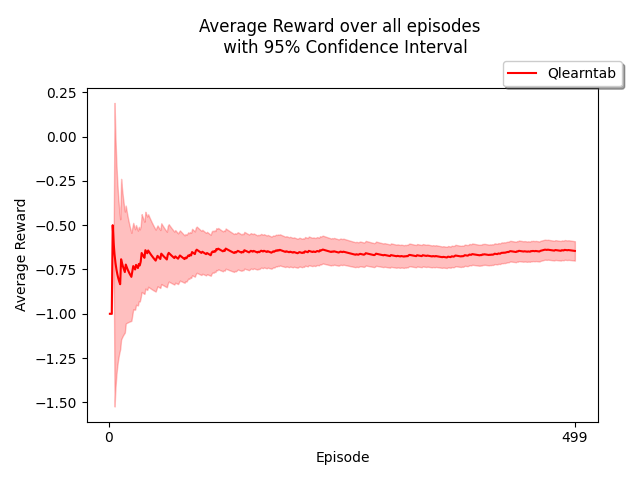 Average Reward over all episodes
with 95% Confidence Interval
Qlearntab
0.25
0.00
−0.25
−0.50
−0.75
−1.00
−1.25
−1.50
Average Reward
0
499
Episode